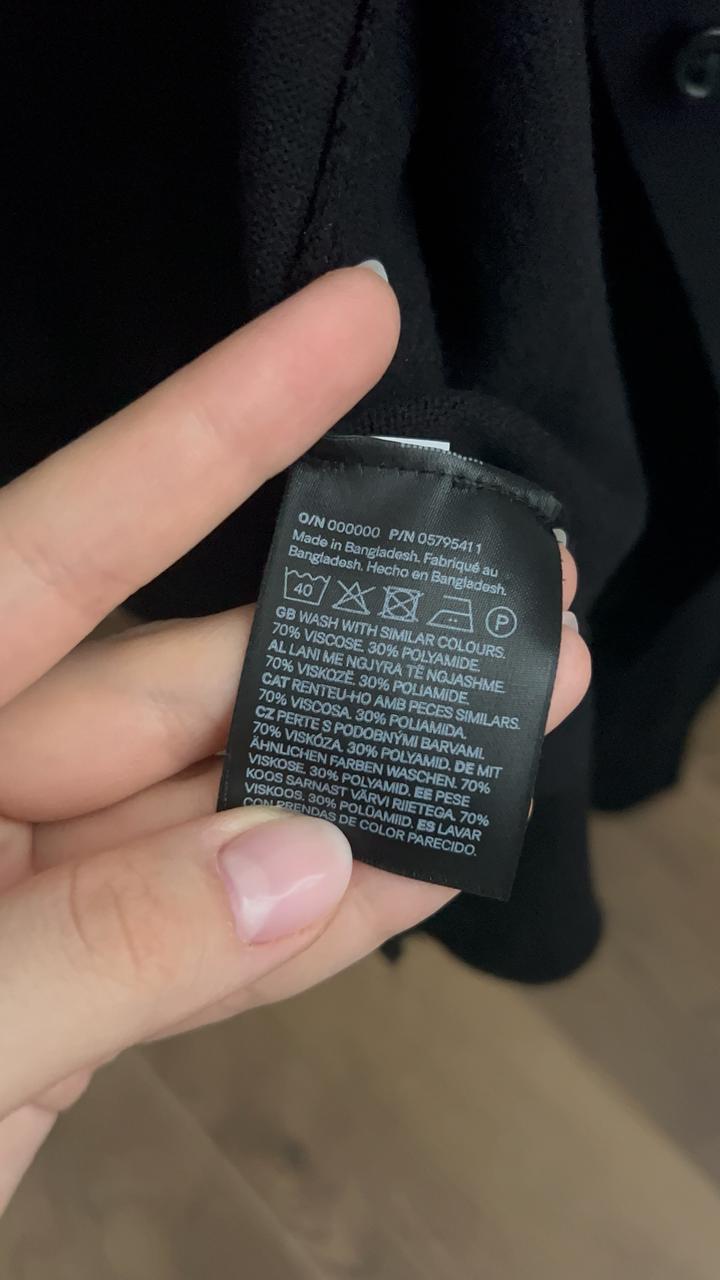 O/N 000000 P/N 05795411
Made in Bangladesh. Fabriqué au
Bangladesh. Hecho en Bangladesh.
40 P
GB WASH WITH SIMILAR COLOURS.
70% VISCOSE. 30% POLYAMIDE.
AL LANI ME NGJYRA TË NGJASHME.
70% VISKOZË. 30% POLIAMIDE.
CAT RENTEU-HO AMB PECES SIMILARS.
70% VISCOSA. 30% POLIAMIDA.
CZ PERTE S PODOBNÝMI BARVAMI.
70% VISKÓZA. 30% POLYAMID. DE MIT
ÄHNLICHEN FARBEN WASCHEN. 70%
VISKOSE. 30% POLYAMID. EE PESE
KOOS SARNAST VÄRVI RIIETEGA. 70%
VISKOOS. 30% POLÜAMIID. ES LAVAR
CON PRENDAS DE COLOR PARECIDO.